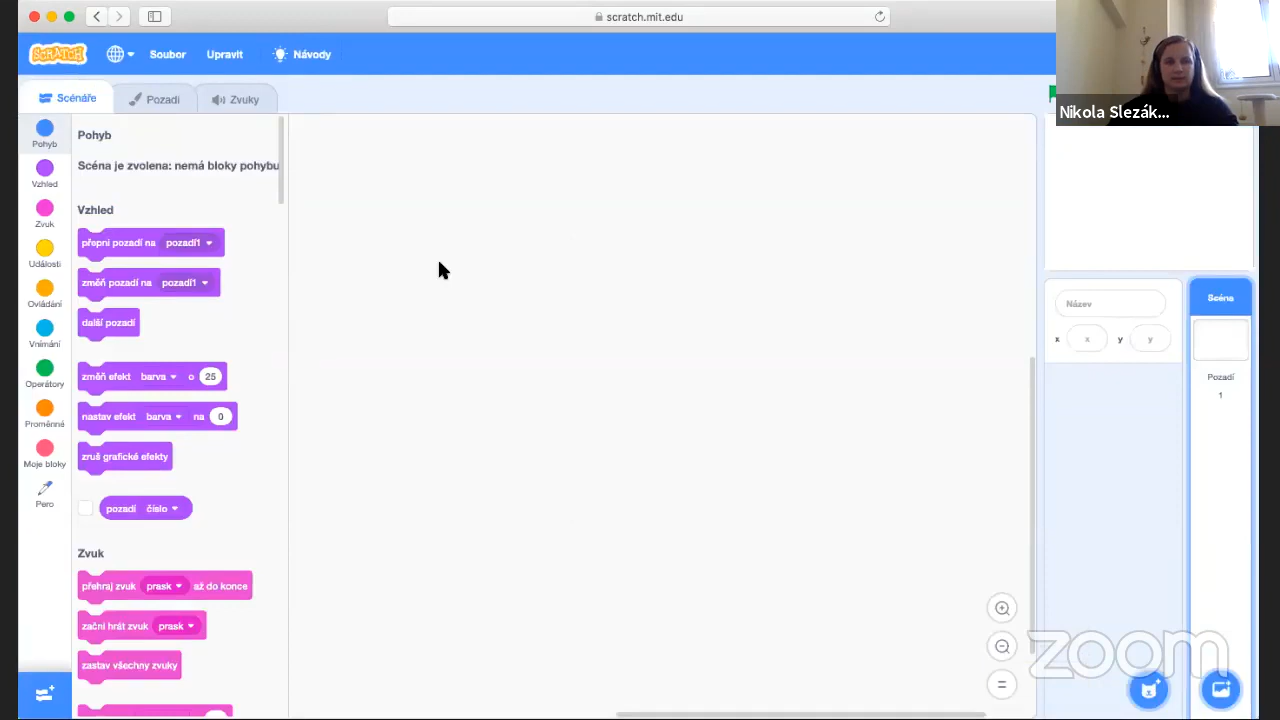 scratch.mit.edu
SCRATCH
Soubor
Upravit
Návody
Nikola Slezák...
Scénáře
Pozadí
Zvuky
Pohyb
Vzhled
Zvuk
Události
Ovládání
Vnímání
Operátory
Proměnné
Moje bloky
Pero
Pohyb
Scéna je zvolena: nemá bloky pohybu
Vzhled
přepni pozadí na pozadí1
změň pozadí na pozadí1
další pozadí
změň efekt barva o 25
nastav efekt barva na 0
zruš grafické efekty
pozadí číslo
Zvuk
přehraj zvuk prask až do konce
začni hrát zvuk prask
zastav všechny zvuky
Název
x x y y
Scéna
Pozadí
1
zoom